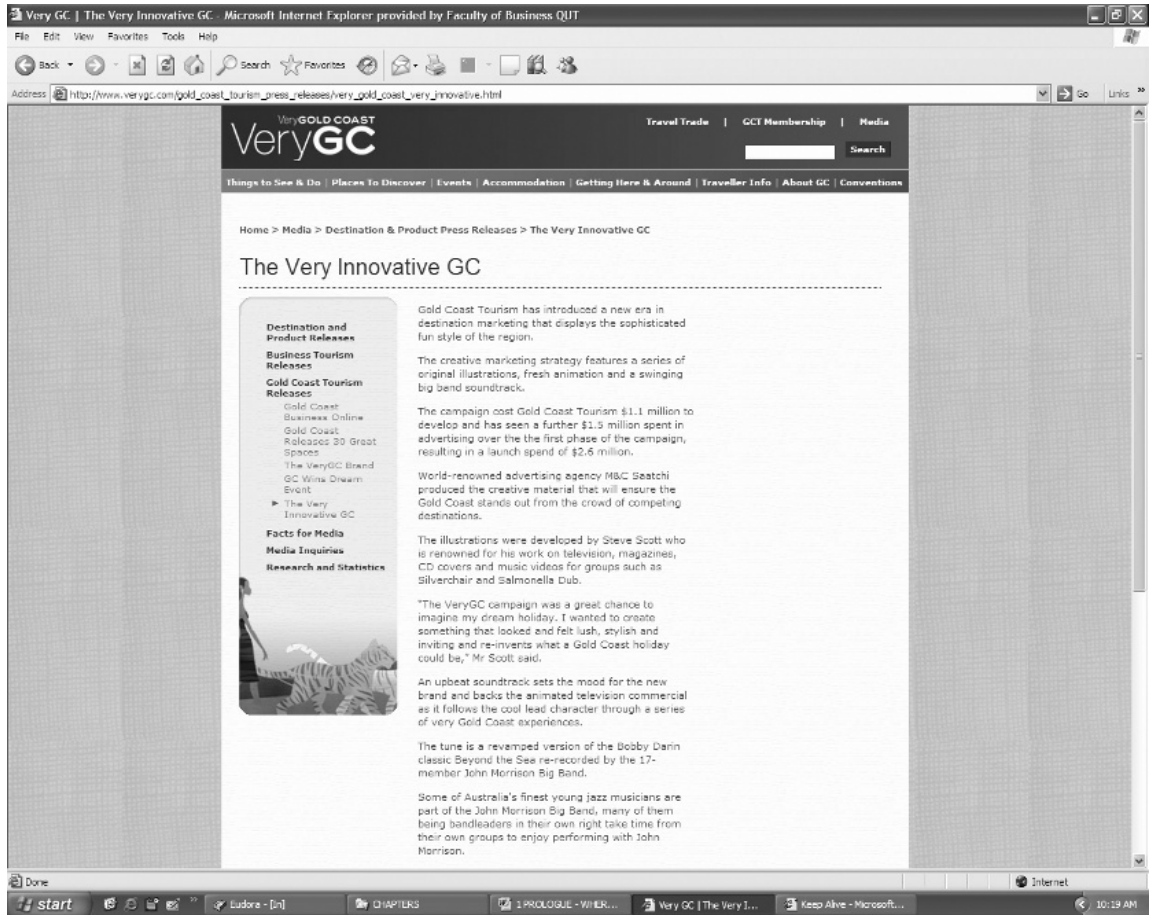 Very GC | The Very Innovative GC - Microsoft Internet Explorer provided by Faculty of Business QUT
File Edit View Favorites Tools Help
Back Search Favorites
Address http://www.verygc.com/gold_coast_tourism_press_releases/very_gold_coast_very_innovative.html Go Links »
VeryGOLD COAST
VeryGC
Travel Trade | GCT Membership | Media
Search
Things to See & Do | Places To Discover | Events | Accommodation | Getting Here & Around | Traveller Info | About GC | Conventions
Home > Media > Destination & Product Press Releases > The Very Innovative GC
The Very Innovative GC
Destination and
Product Releases
Business Tourism
Releases
Gold Coast Tourism
Releases
Gold Coast
Business Online
Gold Coast
Releases 30 Great
Spaces
The VeryGC Brand
GC Wins Dream
Event
The Very
Innovative GC
Facts for Media
Media Inquiries
Research and Statistics
Gold Coast Tourism has introduced a new era in
destination marketing that displays the sophisticated
fun style of the region.
The creative marketing strategy features a series of
original illustrations, fresh animation and a swinging
big band soundtrack.
The campaign cost Gold Coast Tourism $1.1 million to
develop and has seen a further $1.5 million spent in
advertising over the the first phase of the campaign,
resulting in a launch spend of $2.6 million.
World-renowned advertising agency M&C Saatchi
produced the creative material that will ensure the
Gold Coast stands out from the crowd of competing
destinations.
The illustrations were developed by Steve Scott who
is renowned for his work on television, magazines,
CD covers and music videos for groups such as
Silverchair and Salmonella Dub.
"The VeryGC campaign was a great chance to
imagine my dream holiday. I wanted to create
something that looked and felt lush, stylish and
inviting and re-invents what a Gold Coast holiday
could be," Mr Scott said.
An upbeat soundtrack sets the mood for the new
brand and backs the animated television commercial
as it follows the cool lead character through a series
of very Gold Coast experiences.
The tune is a revamped version of the Bobby Darin
classic Beyond the Sea re-recorded by the 17-
member John Morrison Big Band.
Some of Australia's finest young jazz musicians are
part of the John Morrison Big Band, many of them
being bandleaders in their own right take time from
their own groups to enjoy performing with John
Morrison.
Done Internet
start » Eudora - [In] CHAPTERS 1 PROLOGUE - WHER... Very GC | The Very I... Keep Alive - Microsoft... 10:19 AM